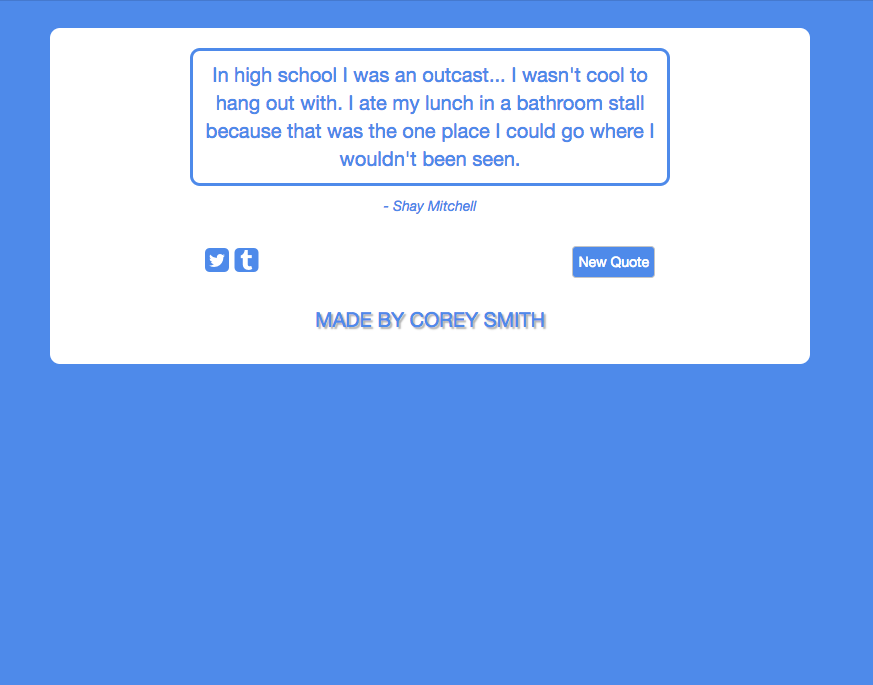 In high school I was an outcast... I wasn't cool to
hang out with. I ate my lunch in a bathroom stall
because that was the one place I could go where I
wouldn't been seen.
- Shay Mitchell
New Quote
MADE BY COREY SMITH